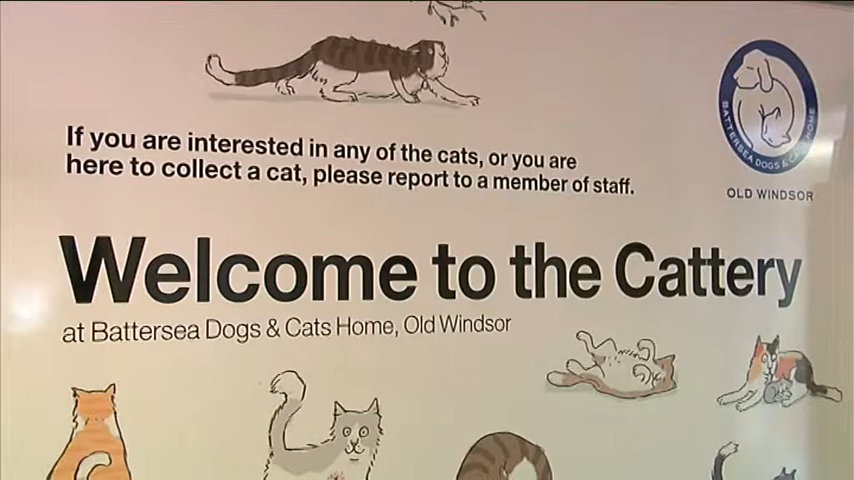 If you are interested in any of the cats, or you are
here to collect a cat, please report to a member of staff.
BATTERSEA DOGS & CATS HOME
OLD WINDSOR
Welcome to the Cattery
at Battersea Dogs & Cats Home, Old Windsor